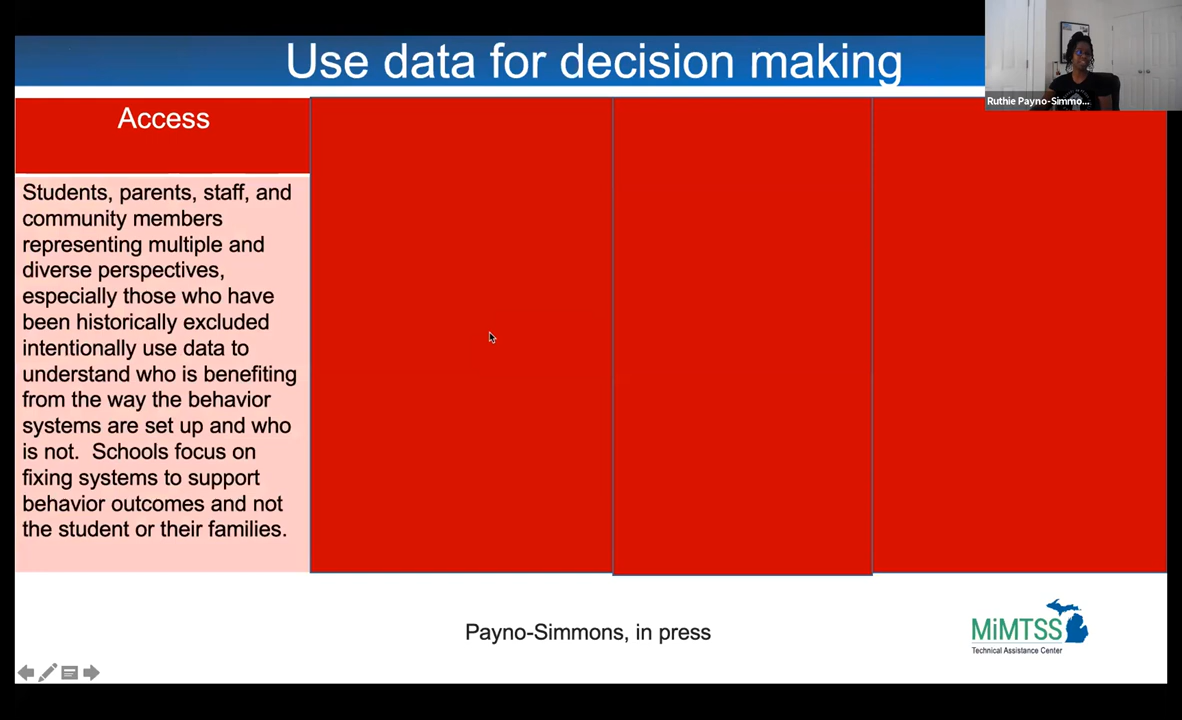 Use data for decision making
Ruthie Payno-Simmo...
Access
Students, parents, staff, and
community members
representing multiple and
diverse perspectives,
especially those who have
been historically excluded
intentionally use data to
understand who is benefiting
from the way the behavior
systems are set up and who
is not.  Schools focus on
fixing systems to support
behavior outcomes and not
the student or their families.
Payno-Simmons, in press
MiMTSS
Technical Assistance Center